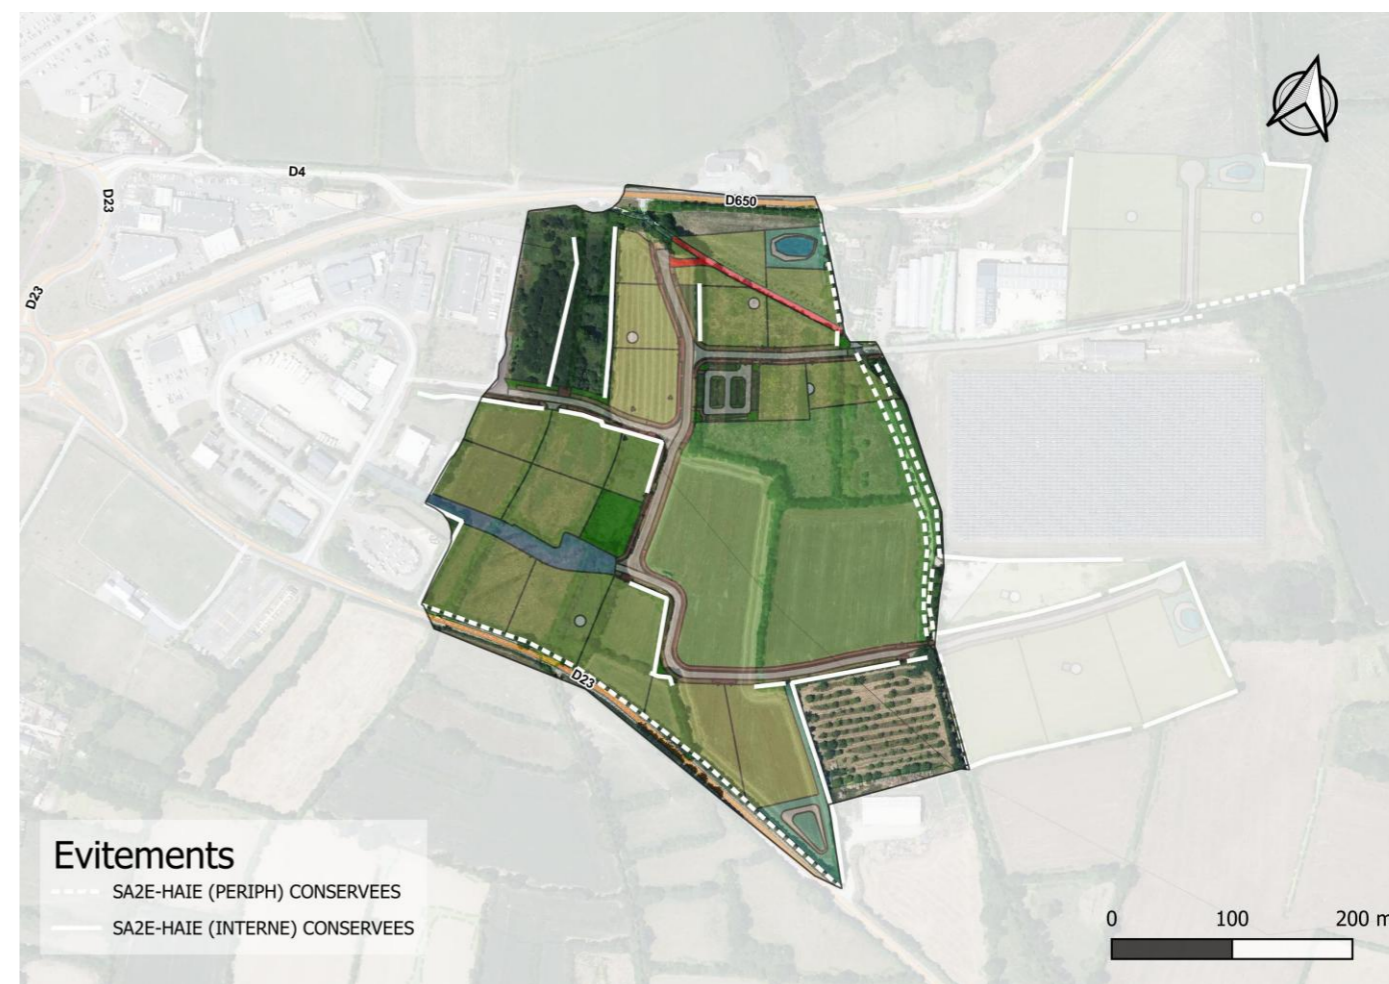 D4
D23
D650
D23
D23
Evitements
SA2E-HAIE (PERIPH) CONSERVEES
SA2E-HAIE (INTERNE) CONSERVEES
0 100 200 m